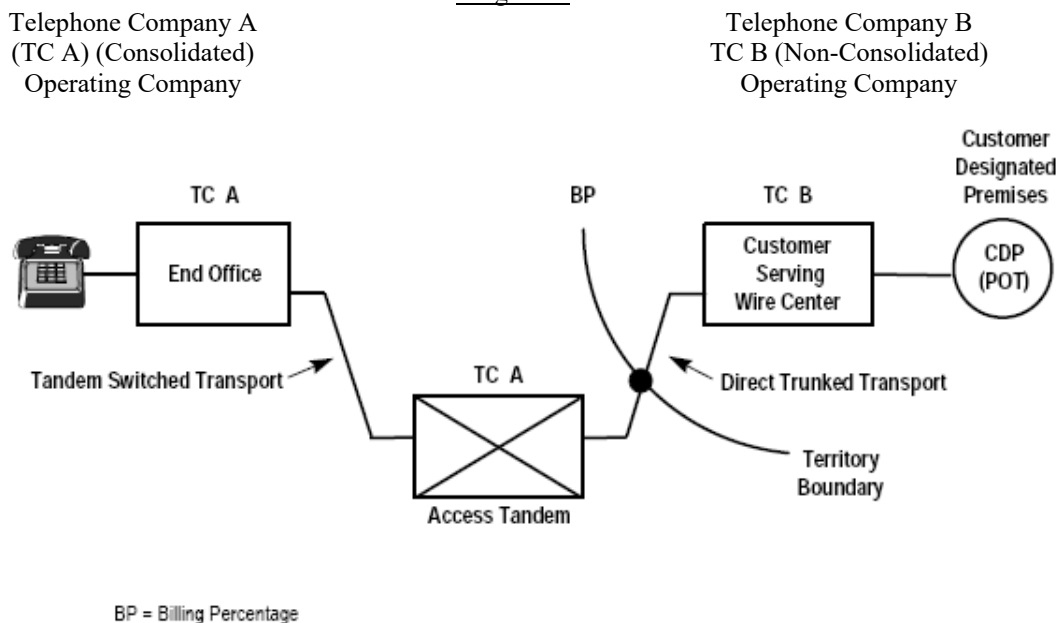 Telephone Company A
(TC A) (Consolidated)
Operating Company
Telephone Company B
TC B (Non-Consolidated)
Operating Company
Customer
Designated
Premises
TC A
BP
TC B
End Office
Customer
Serving
Wire Center
CDP
(POT)
Tandem Switched Transport
TC A
Direct Trunked Transport
Territory
Boundary
Access Tandem
BP = Billing Percentage